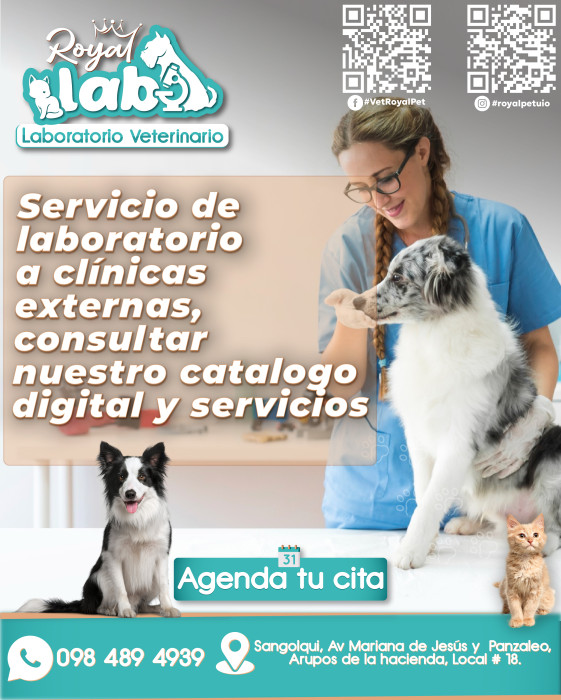 Royal
lab
Laboratorio Veterinario
#VetRoyalPet
#royalpetuio
Servicio de
laboratorio
a clínicas
externas,
consultar
nuestro catalogo
digital y servicios
31
Agenda tu cita
098 489 4939
Sangolqui, Av Mariana de Jesús y Panzaleo,
Arupos de la hacienda, Local # 18.